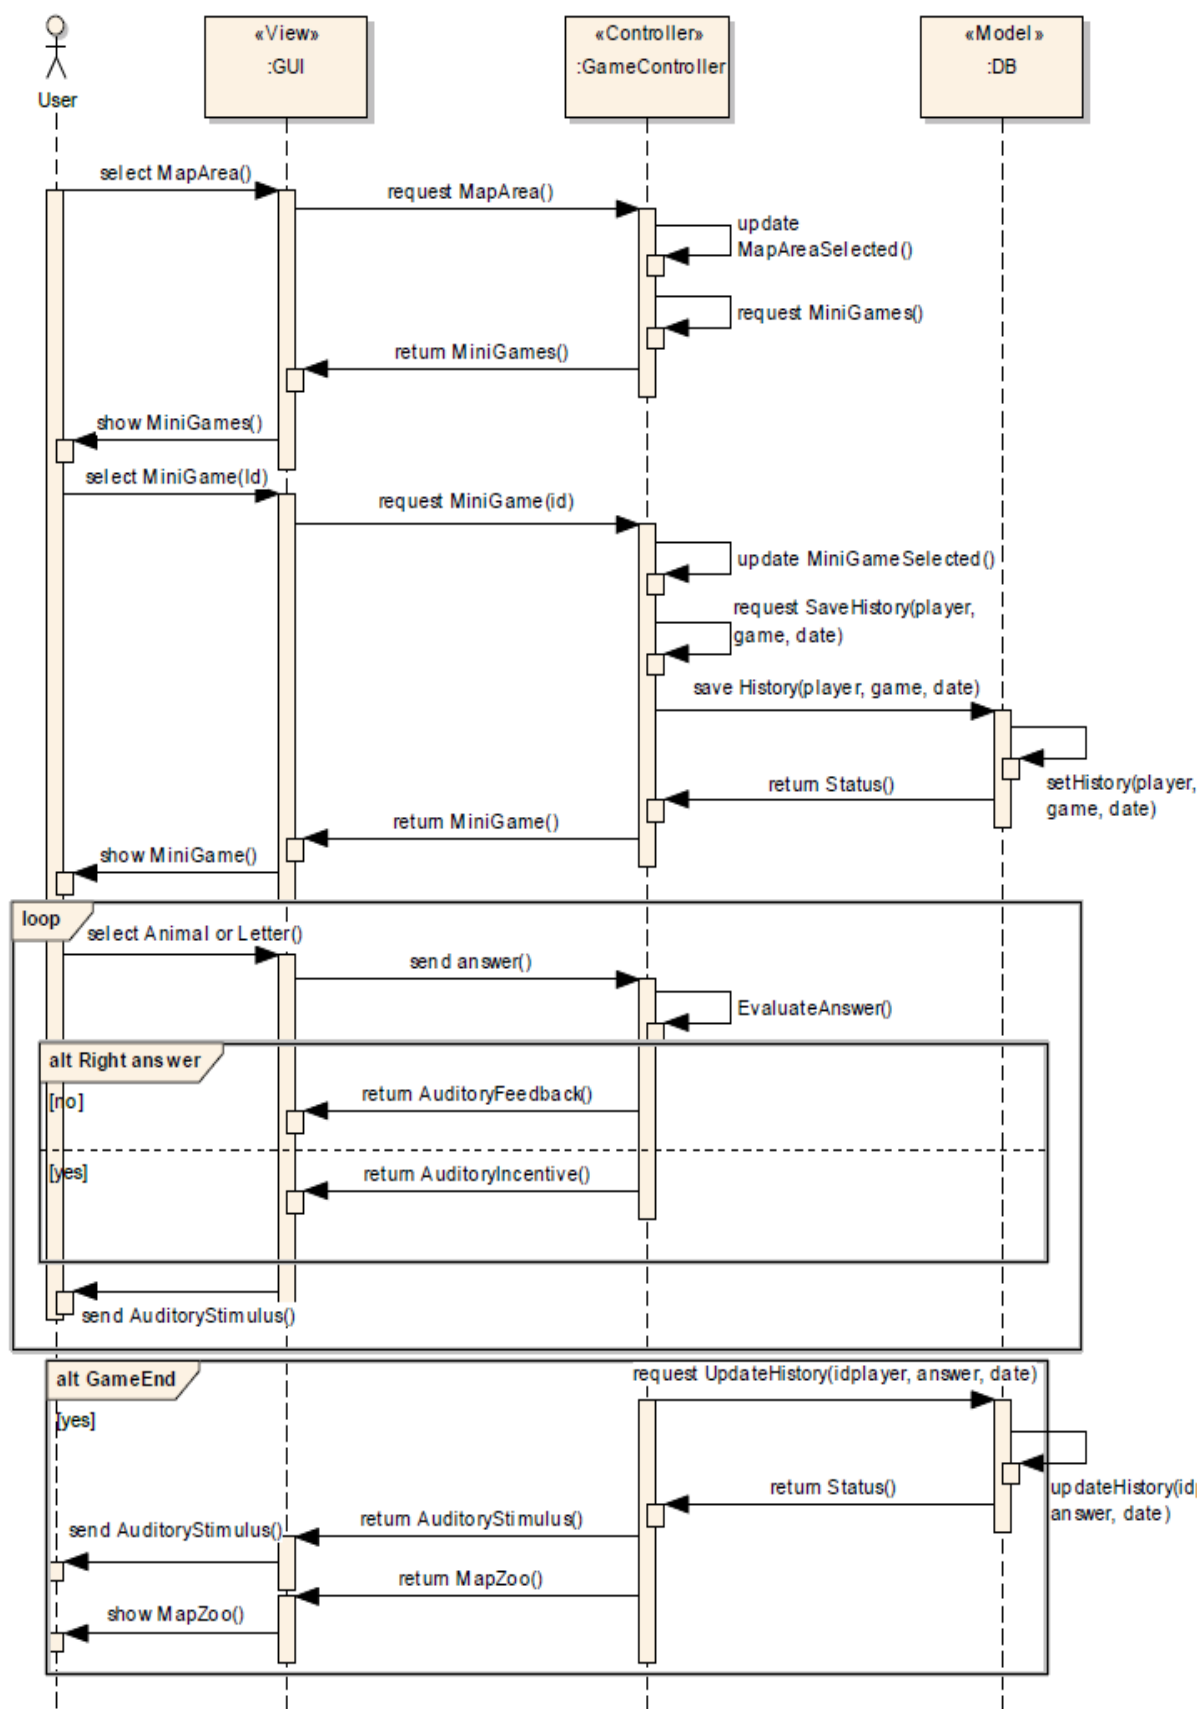 «View»
:GUI
«Controller»
:GameController
«Model»
:DB
User
select MapArea()
request MapArea()
update
MapAreaSelected()
request MiniGames()
return MiniGames()
show MiniGames()
select MiniGame(Id)
request MiniGame(id)
update MiniGameSelected()
request SaveHistory(player,
game, date)
save History(player, game, date)
setHistory(player,
game, date)
return Status()
return MiniGame()
show MiniGame()
loop
select Animal or Letter()
send answer()
EvaluateAnswer()
alt Right answer
[no]
return AuditoryFeedback()
[yes]
return AuditoryIncentive()
send AuditoryStimulus()
alt GameEnd
request UpdateHistory(idplayer, answer, date)
[yes]
updateHistory(id
answer, date)
return Status()
return AuditoryStimulus()
send AuditoryStimulus()
return MapZoo()
show MapZoo()